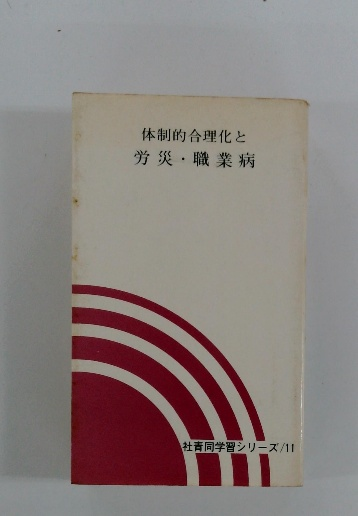 体制的合理化と
労災・職業病
社青同学習シリーズ/11